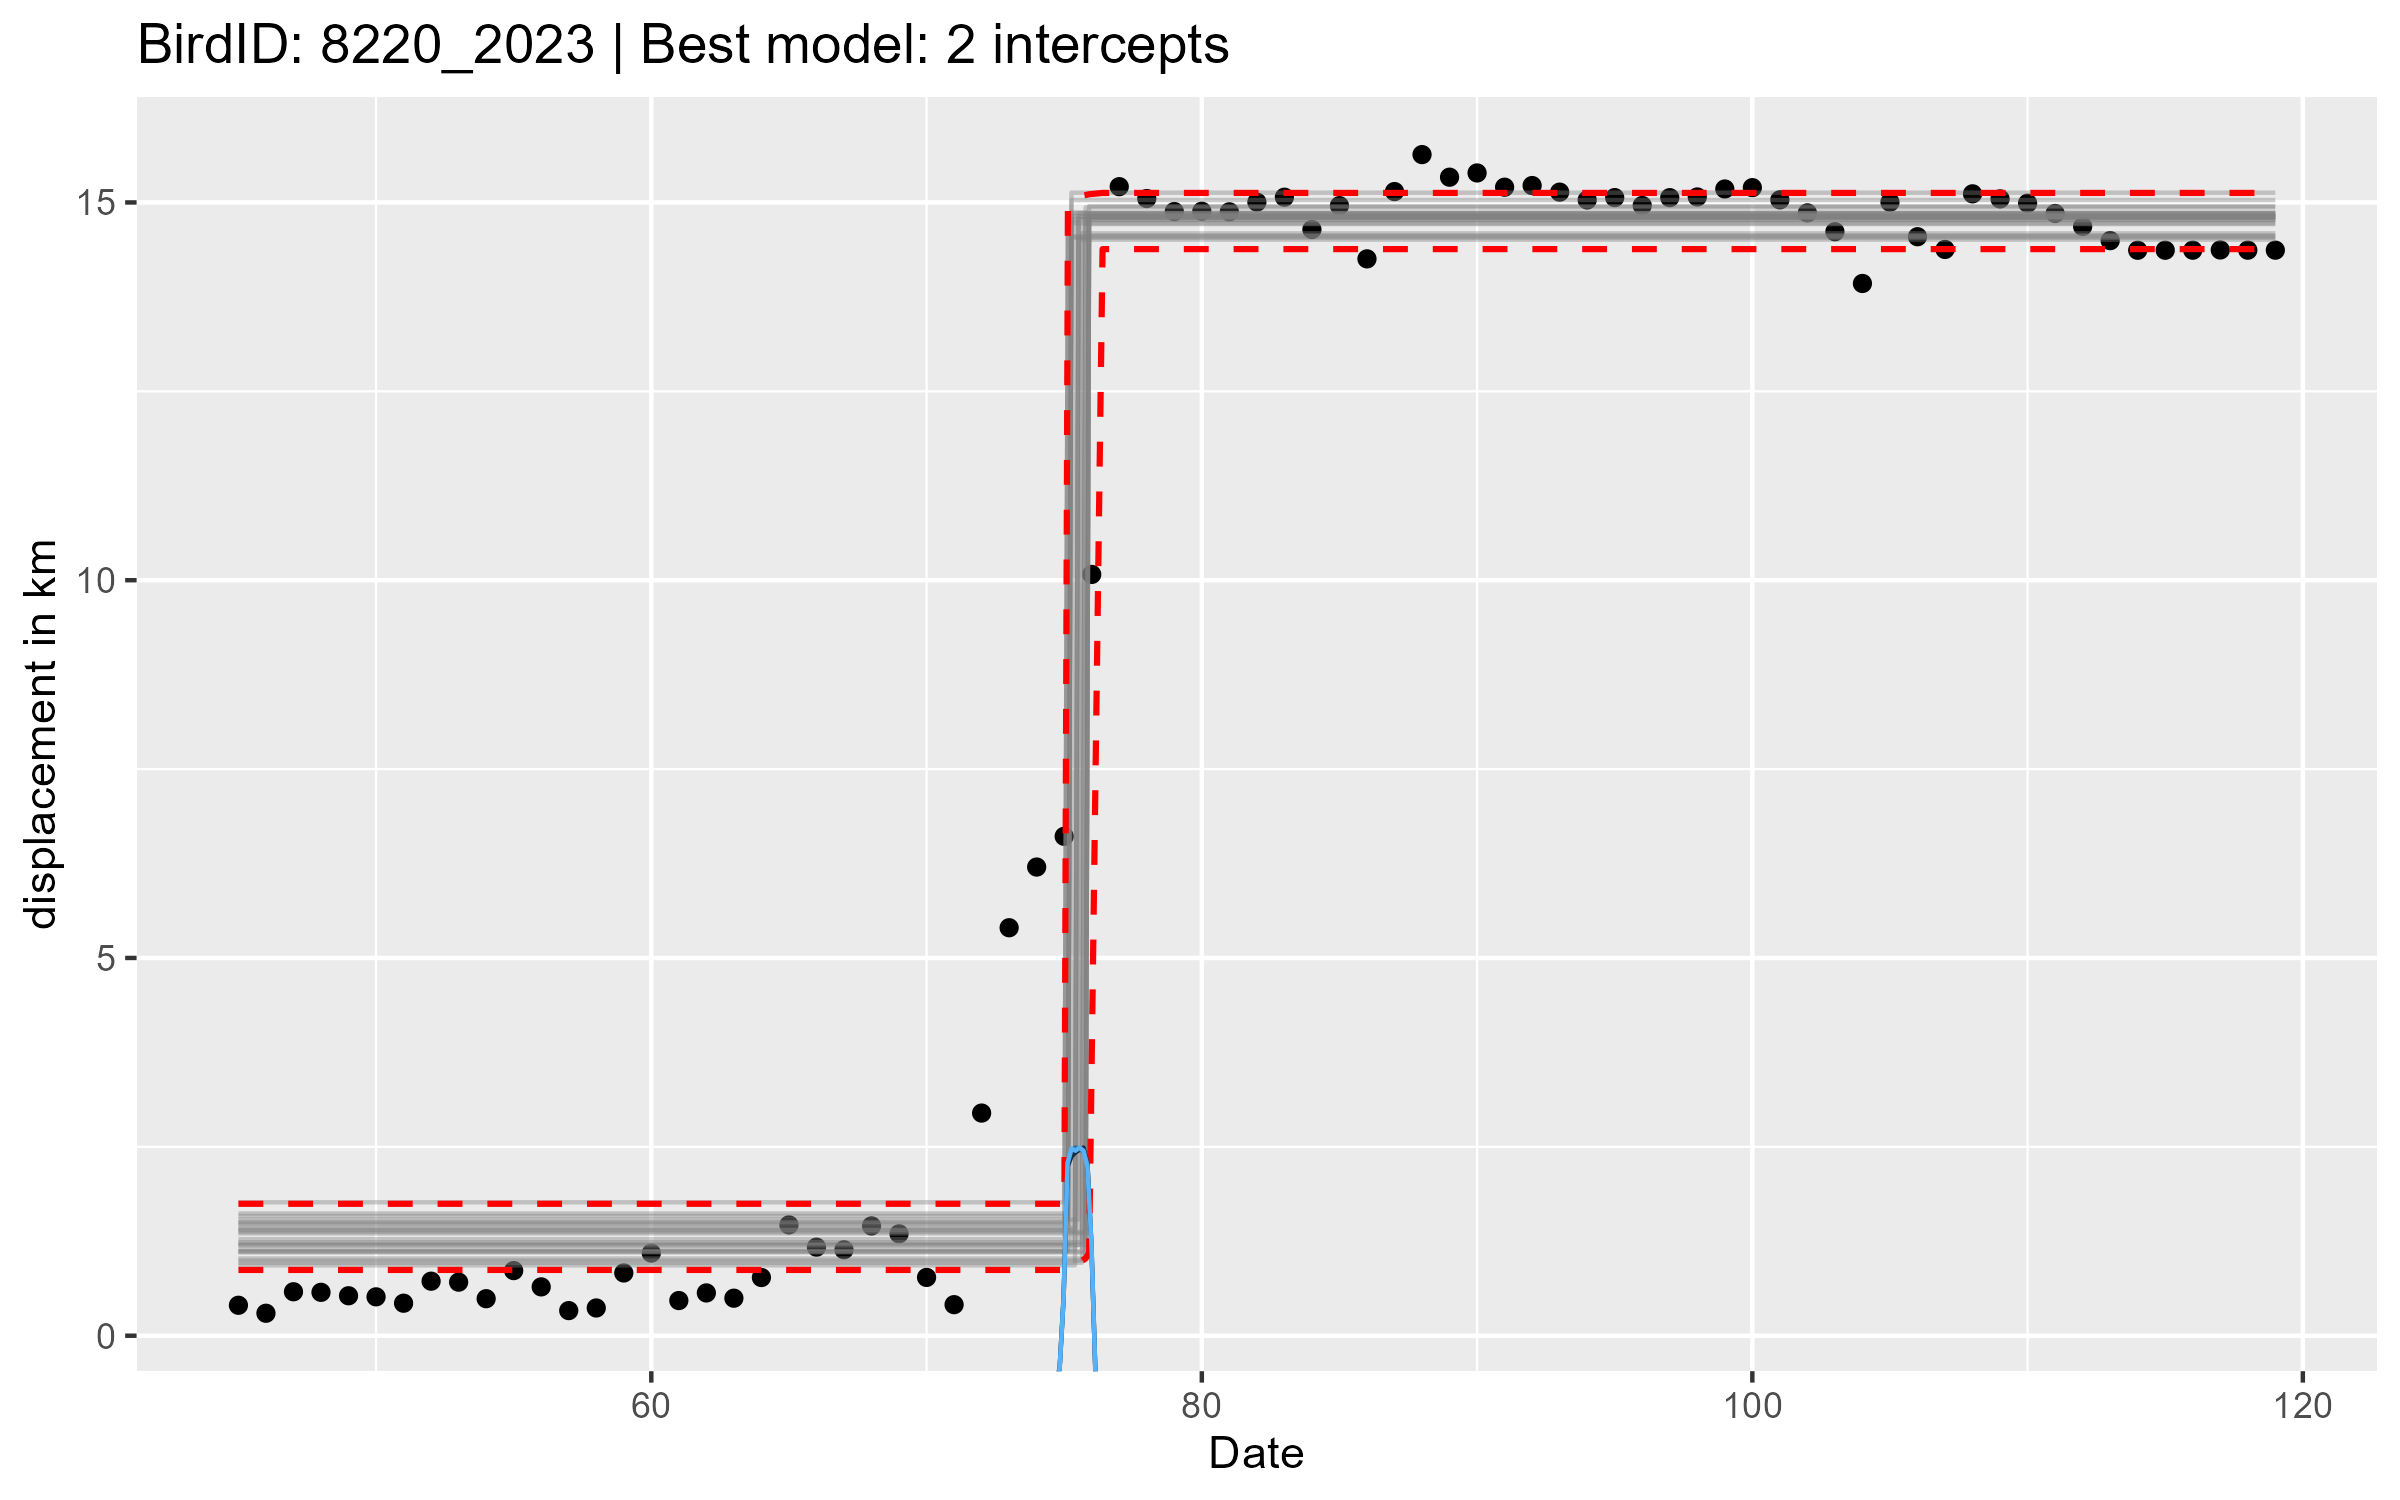 BirdID: 8220_2023 | Best model: 2 intercepts
displacement in km
15
10
5
0
60
80
100
120
Date